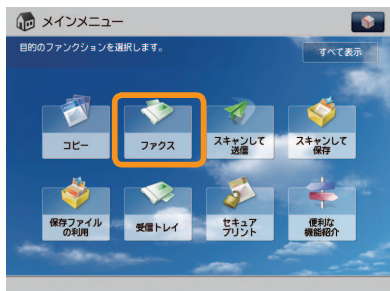 メインメニュー
目的のファンクションを選択します。
すべて表示
コピー
ファクス
スキャンして
送信
スキャンして
保存
保存ファイル
の利用
受信トレイ
セキュア
プリント
便利な
機能紹介